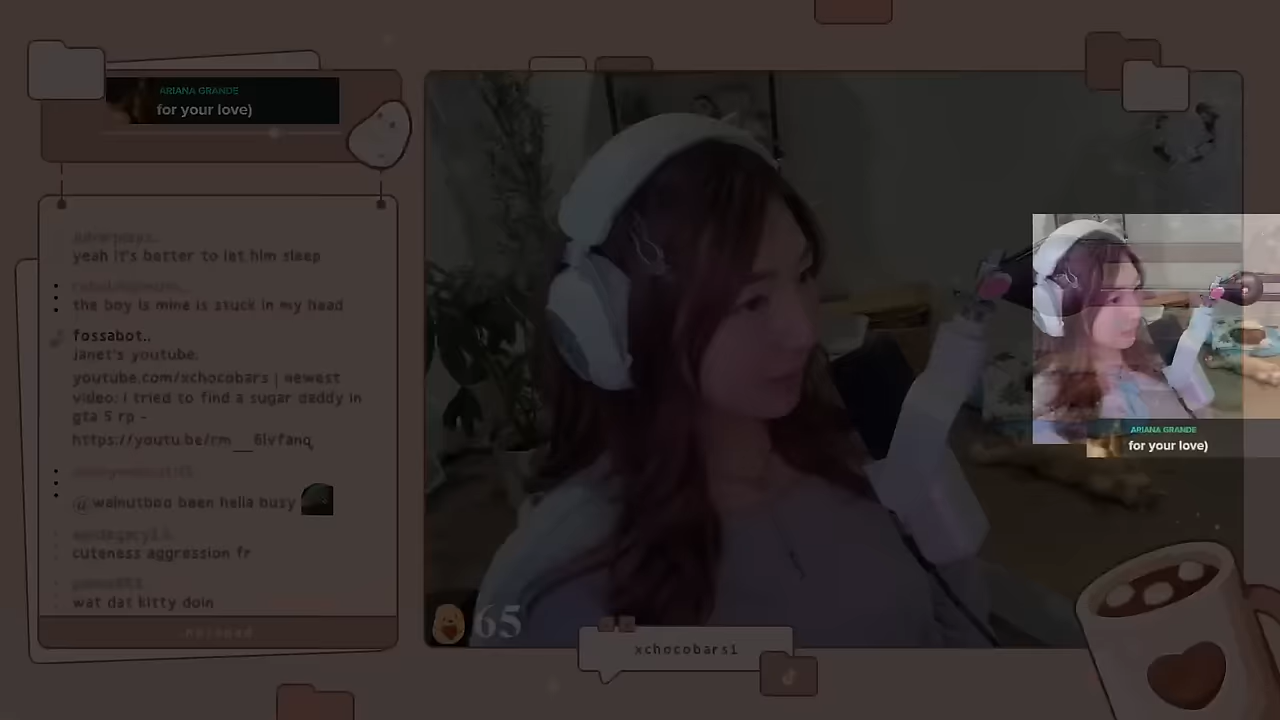 ARIANA GRANDE
for your love)
yeah it's better to let him sleep
the boy is mine is stuck in my head
fossabot..
janet's youtube:
youtube.com/xchocobars | newest
video: i tried to find a sugar daddy in
gta 5 rp -
@walnutboo been hella busy
cuteness aggression fr
wat dat kitty doin
65
xchocobars1
ARIANA GRANDE
for your love)